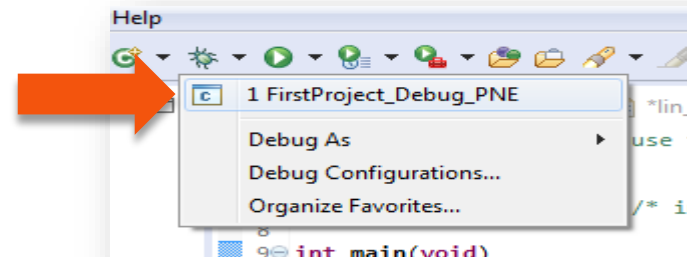 Help
1 FirstProject_Debug_PNE
*lin_
Debug As
use
Debug Configurations...
Organize Favorites...
/* i
8
9 int main(void)